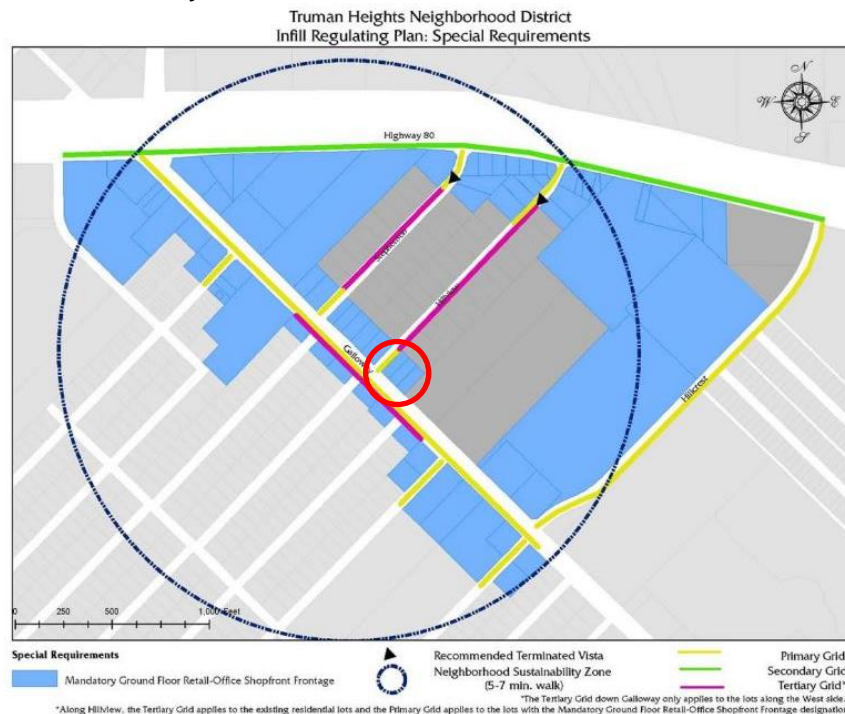 Truman Heights Neighborhood District
Infill Regulating Plan: Special Requirements
N
W
E
S
Highway 80
Hillview
Galloway
Hillcrest
0 250 500 1,000 Feet
Special Requirements
Mandatory Ground Floor Retail-Office Shopfront Frontage
Recommended Terminated Vista
Neighborhood Sustainability Zone
(5-7 min. walk)
Primary Grid
Secondary Grid
Tertiary Grid*
*The Tertiary Grid down Galloway only applies to the lots along the West side.
*Along Hillview, the Tertiary Grid applies to the existing residential lots and the Primary Grid applies to the lots with the Mandatory Ground Floor Retail-Office Shopfront Frontage designation